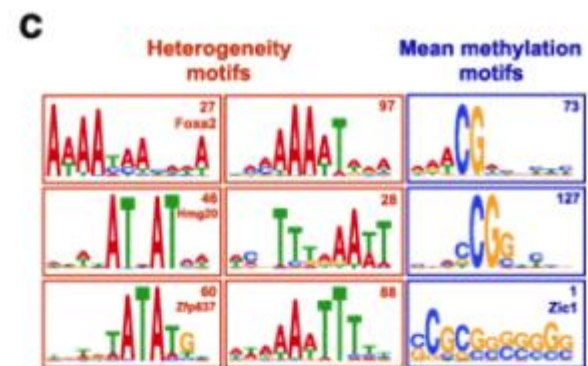 C
Heterogeneity motifs
Mean methylation motifs
27
Foxa2
97
73
46
Hmg20
28
127
60
Zfp637
88
1
Zic1